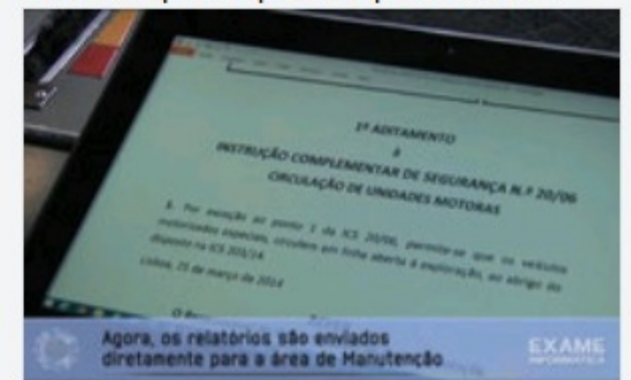 1º ADITAMENTO
à
INSTRUÇÃO COMPLEMENTAR DE SEGURANÇA N.º 20/06
CIRCULAÇÃO DE UNIDADES MOTORAS
1. Por exceção ao ponto 1 da ICS 20/06, permite-se que os veículos
motorizados especiais, circulem em linha aberta à exploração, ao abrigo do
disposto na ICS
Lisboa, 25 de março de 2014
Agora, os relatórios são enviados
diretamente para a área de Manutenção
EXAME
INFORMÁTICA